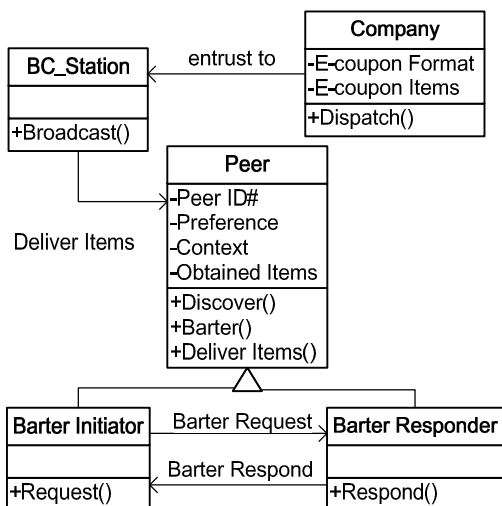 Company
-E-coupon Format
-E-coupon Items
+Dispatch()
entrust to
BC_Station
+Broadcast()
Deliver Items
Peer
-Peer ID#
-Preference
-Context
-Obtained Items
+Discover()
+Barter()
+Deliver Items()
Barter Initiator
+Request()
Barter Request
Barter Respond
Barter Responder
+Respond()